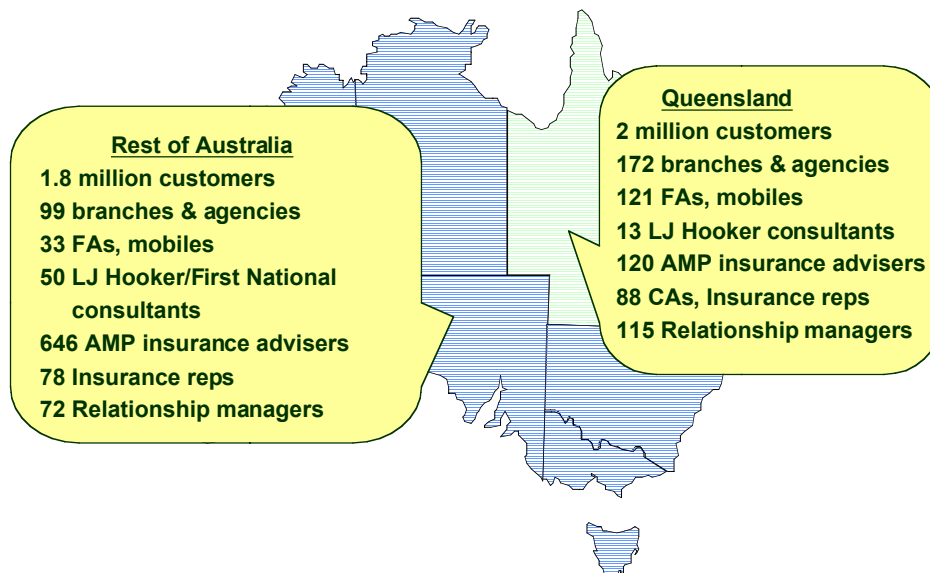 Rest of Australia
1.8 million customers
99 branches & agencies
33 FAs, mobiles
50 LJ Hooker/First National
consultants
646 AMP insurance advisers
78 Insurance reps
72 Relationship managers
Queensland
2 million customers
172 branches & agencies
121 FAs, mobiles
13 LJ Hooker consultants
120 AMP insurance advisers
88 CAs, Insurance reps
115 Relationship managers